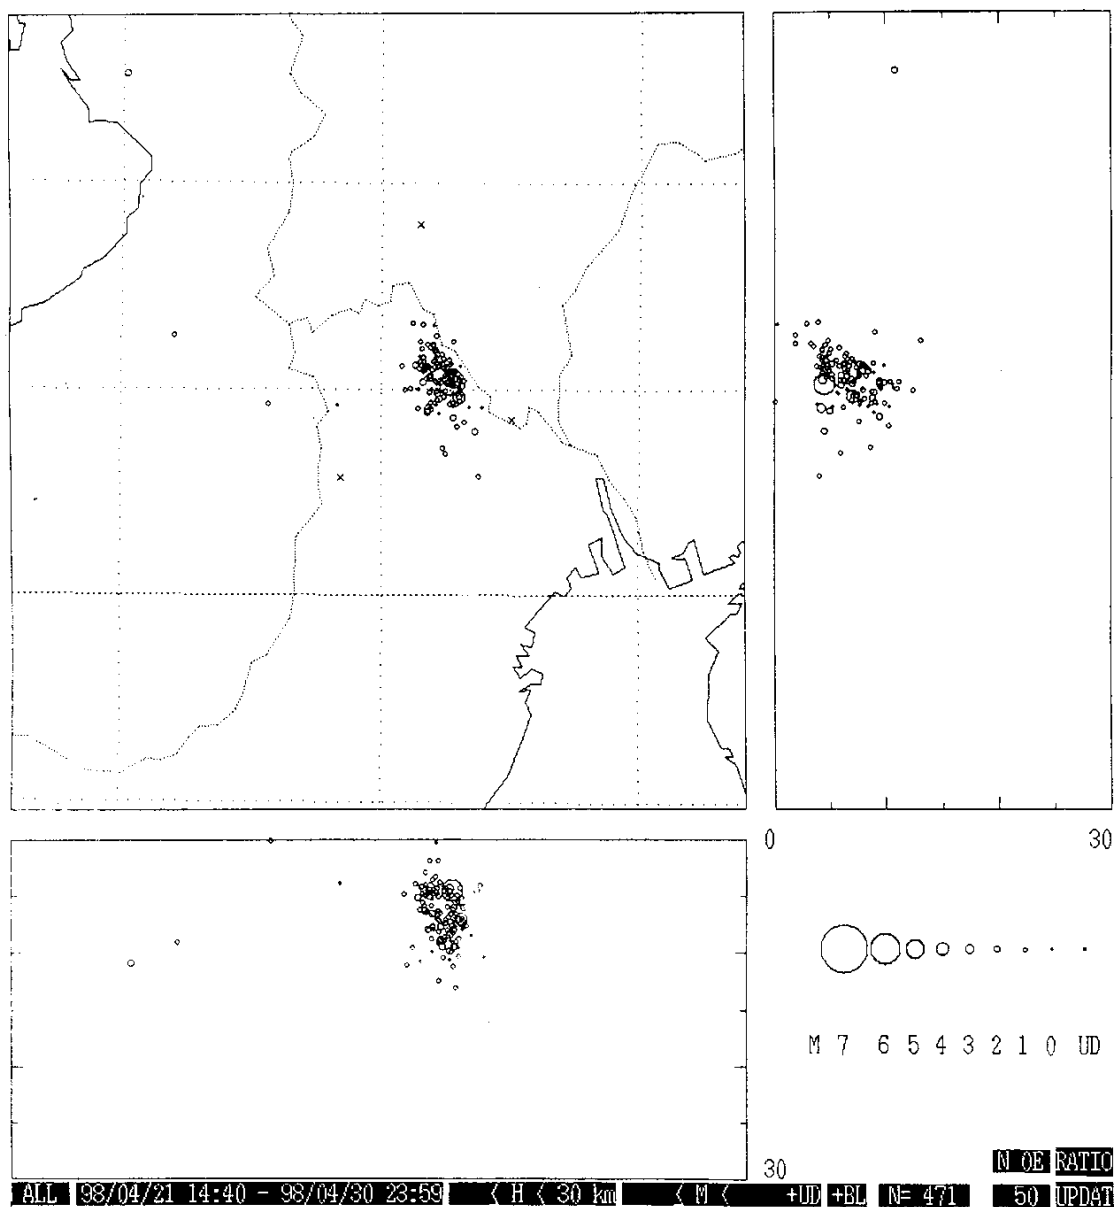 0 30
M 7 6 5 4 3 2 1 0 UD
30
N OE RATIO
ALL 98/04/21 14:40 - 98/04/30 23:59 < H < 30 km < M < +UD +BL N= 471 50 UPDAT